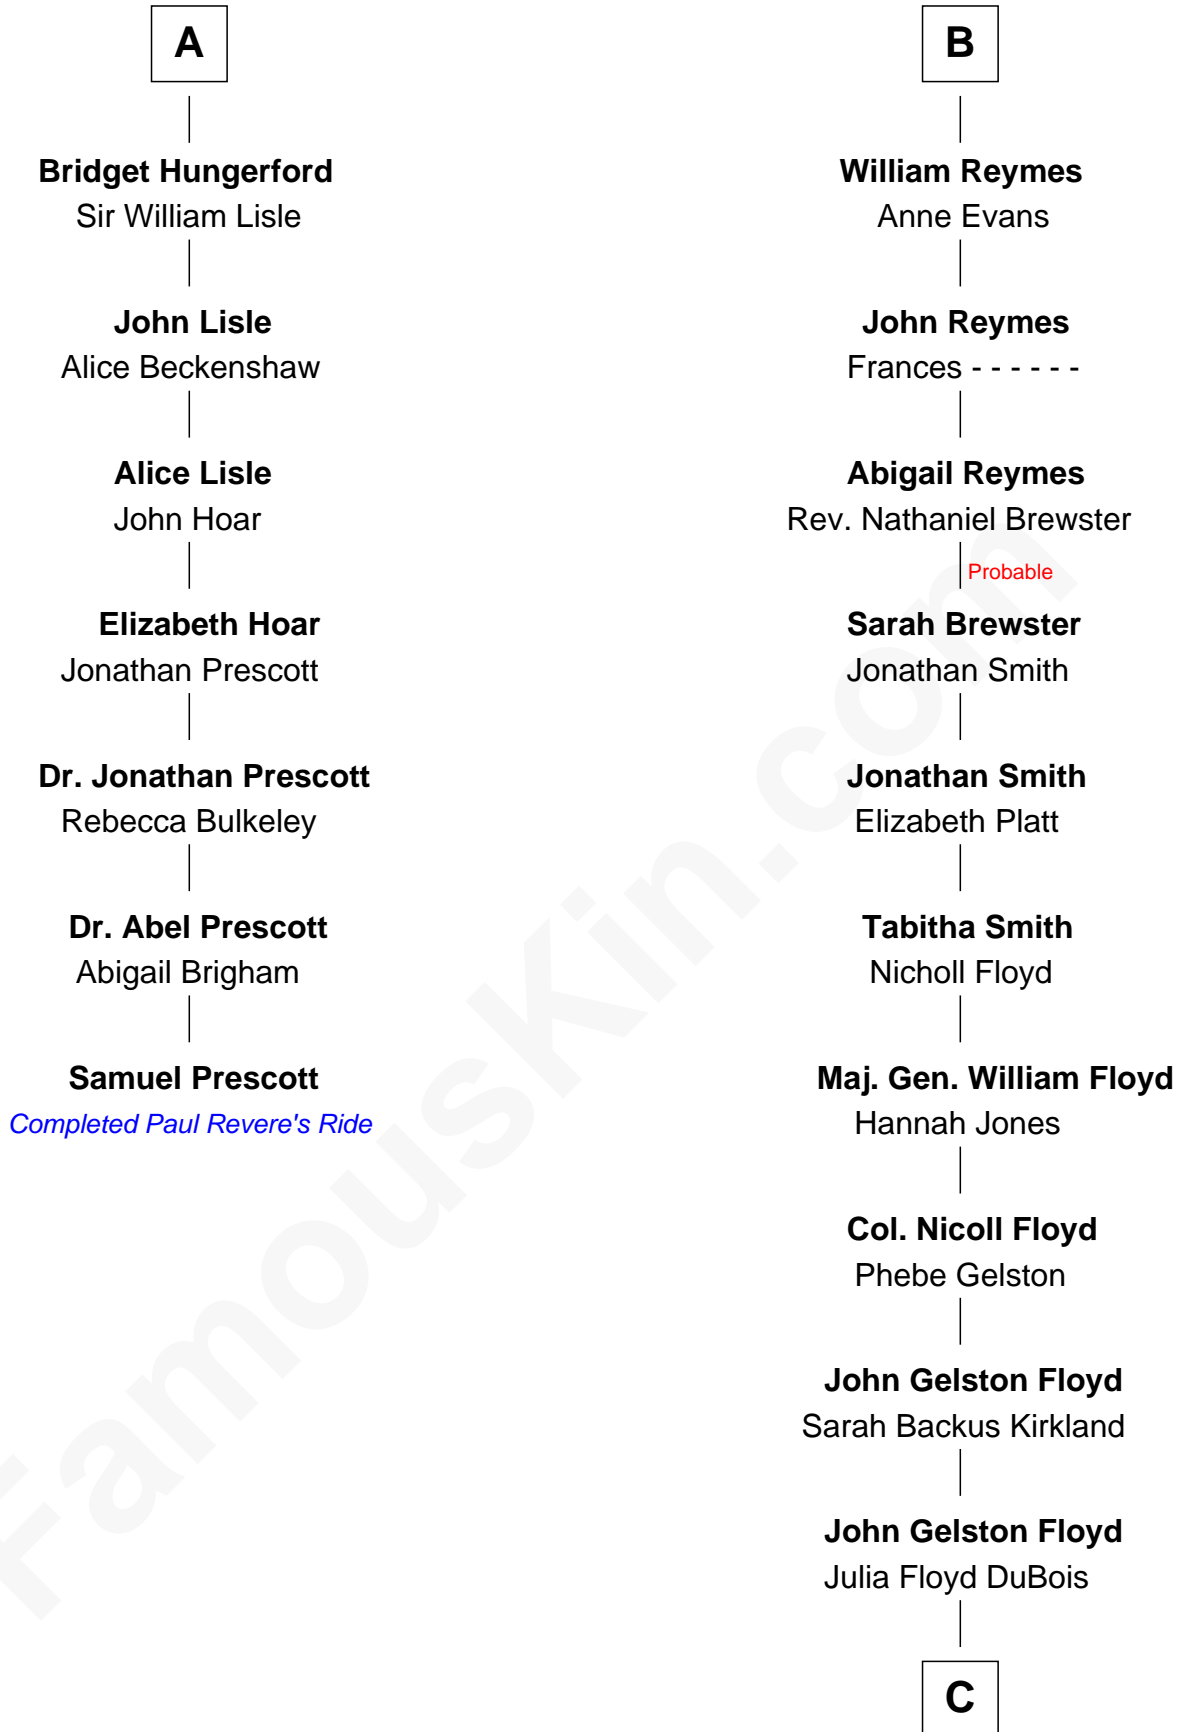 A
Bridget Hungerford
Sir William Lisle
John Lisle
Alice Beckenshaw
Alice Lisle
John Hoar
Elizabeth Hoar
Jonathan Prescott
Dr. Jonathan Prescott
Rebecca Bulkeley
Dr. Abel Prescott
Abigail Brigham
Samuel Prescott
Completed Paul Revere's Ride
B
William Reymes
Anne Evans
John Reymes
Frances - - - - - -
Abigail Reymes
Rev. Nathaniel Brewster
Probable
Sarah Brewster
Jonathan Smith
Jonathan Smith
Elizabeth Platt
Tabitha Smith
Nicholl Floyd
Maj. Gen. William Floyd
Hannah Jones
Col. Nicoll Floyd
Phebe Gelston
John Gelston Floyd
Sarah Backus Kirkland
John Gelston Floyd
Julia Floyd DuBois
C
FamousKin.com